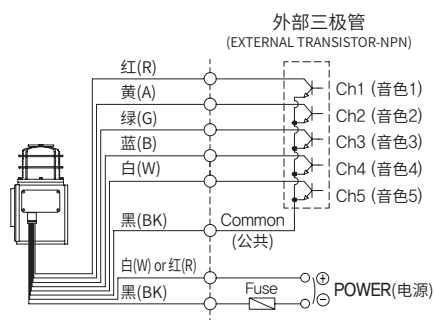 外部三极管
(EXTERNAL TRANSISTOR-NPN)
红(R)
黄(A)
绿(G)
蓝(B)
白(W)
Ch1 (音色1)
Ch2 (音色2)
Ch3 (音色3)
Ch4 (音色4)
Ch5 (音色5)
黑(BK)
Common
(公共)
白(W) or 红(R)
黑(BK)
Fuse
+
-
POWER(电源)